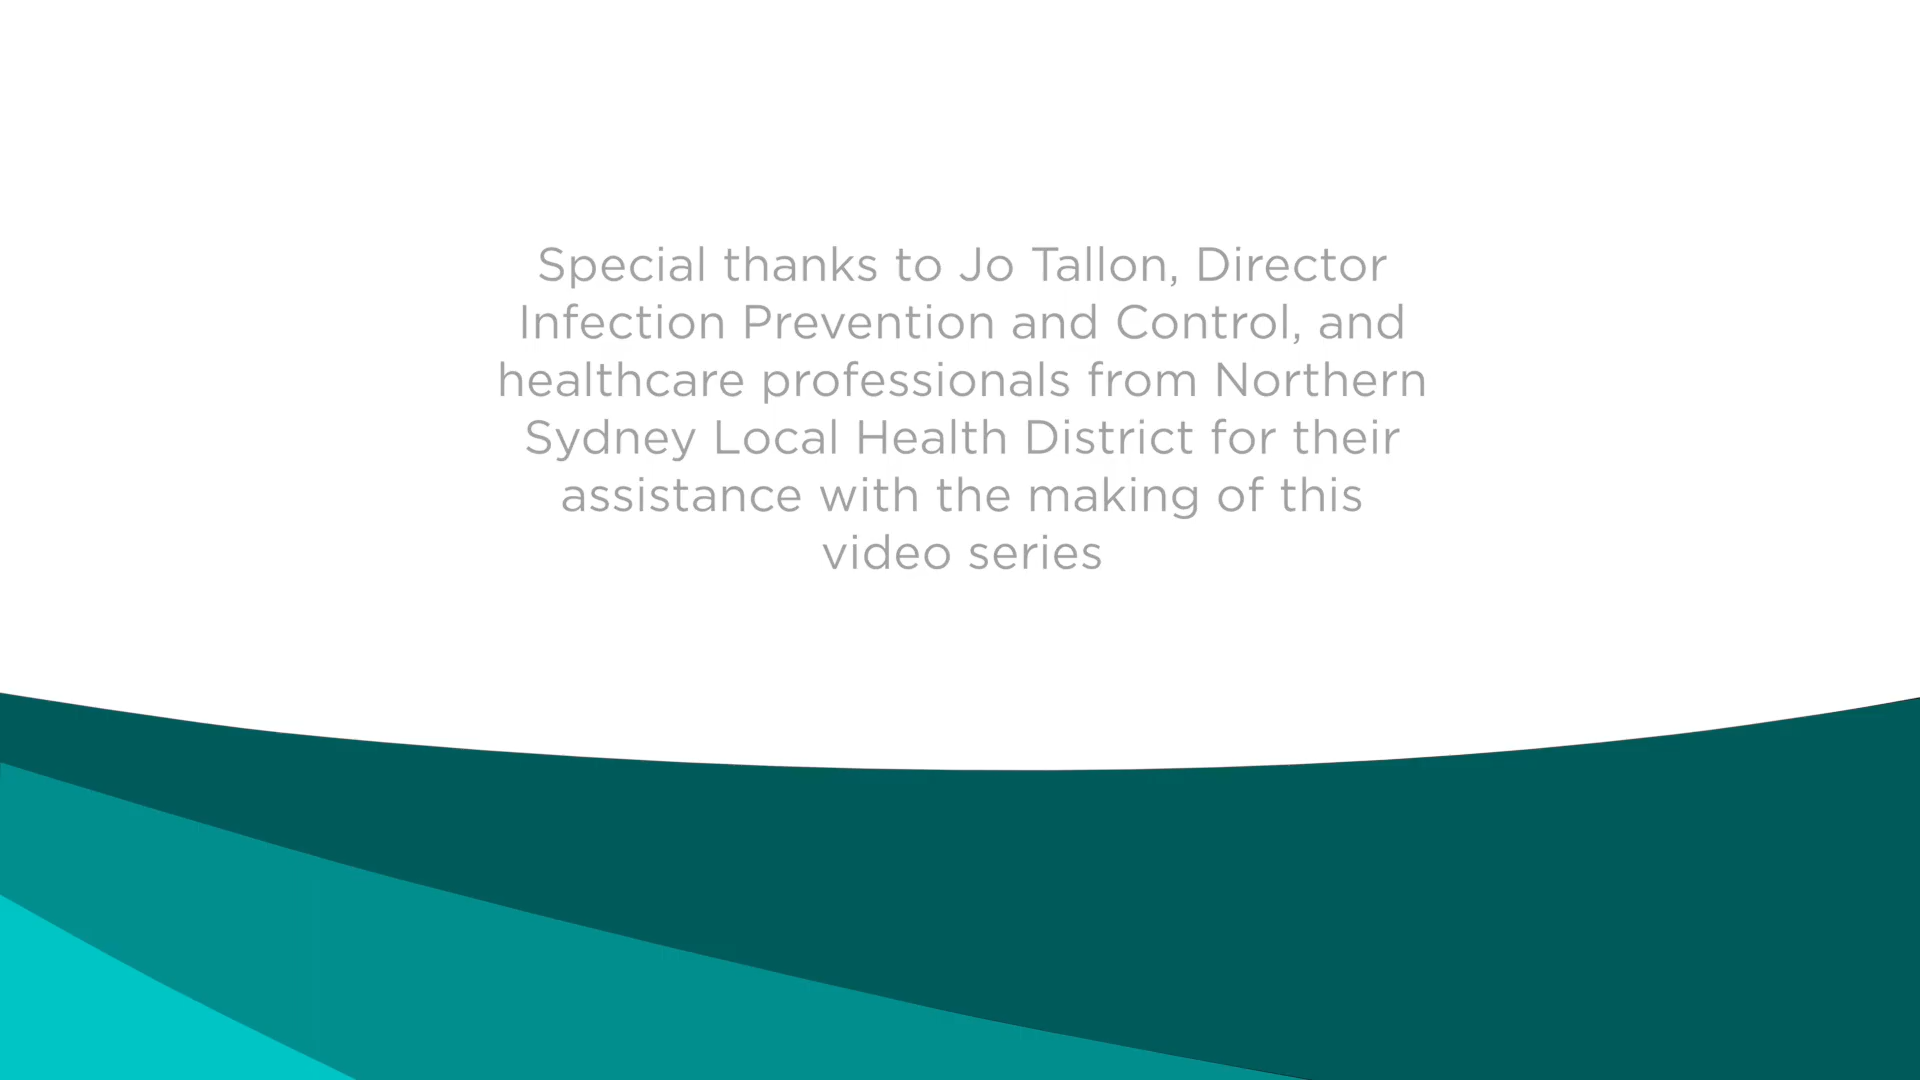 Special thanks to Jo Tallon, Director
Infection Prevention and Control, and
healthcare professionals from Northern
Sydney Local Health District for their
assistance with the making of this
video series